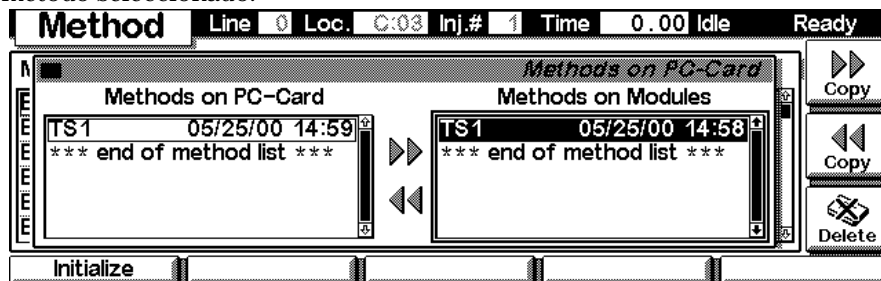 método seleccionado.
Method Line 0 Loc. C:03 Inj.# 1 Time 0.00 Idle Ready
Methods on PC-Card
Methods on PC-Card Methods on Modules
TS1 05/25/00 14:59 TS1 05/25/00 14:58
*** end of method list *** *** end of method list ***
Copy
Copy
Delete
Initialize